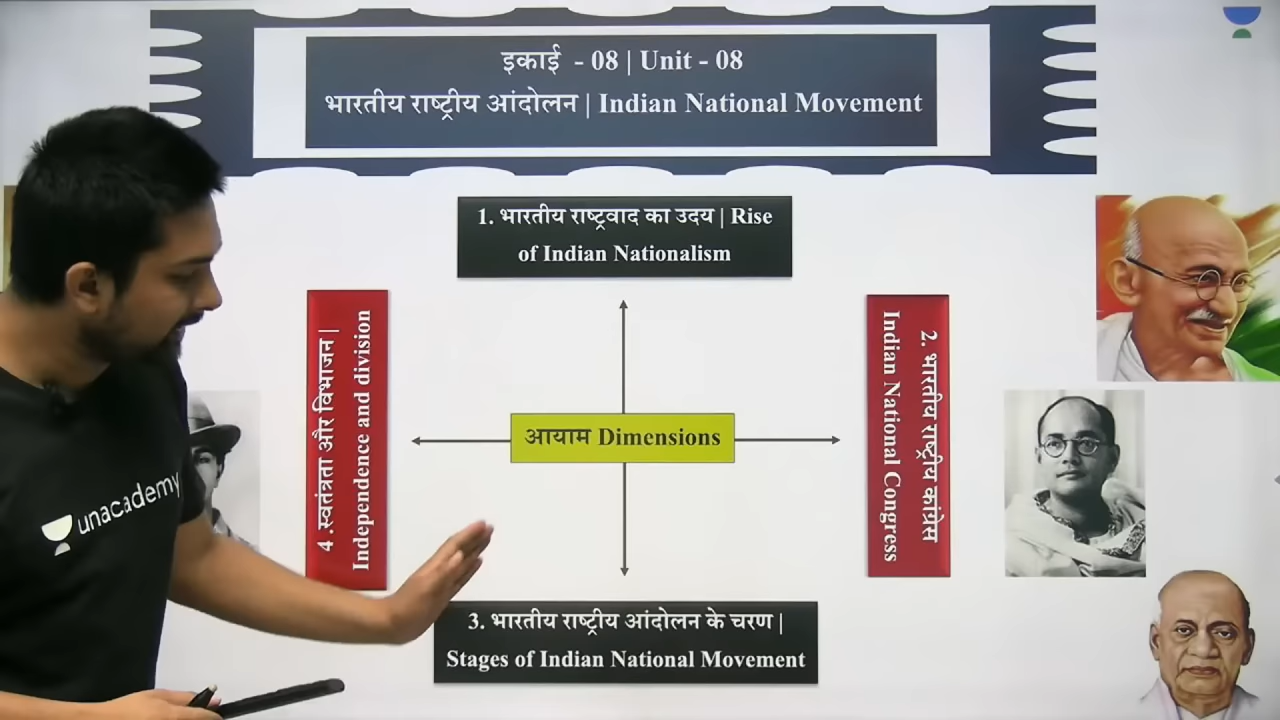 इकाई - 08 | Unit - 08
भारतीय राष्ट्रीय आंदोलन | Indian National Movement
1. भारतीय राष्ट्रवाद का उदय | Rise
of Indian Nationalism
4 .स्वतंत्रता और विभाजन |
Independence and division
आयाम Dimensions
2. भारतीय राष्ट्रीय कांग्रेस
Indian National Congress
3. भारतीय राष्ट्रीय आंदोलन के चरण |
Stages of Indian National Movement
unacademy